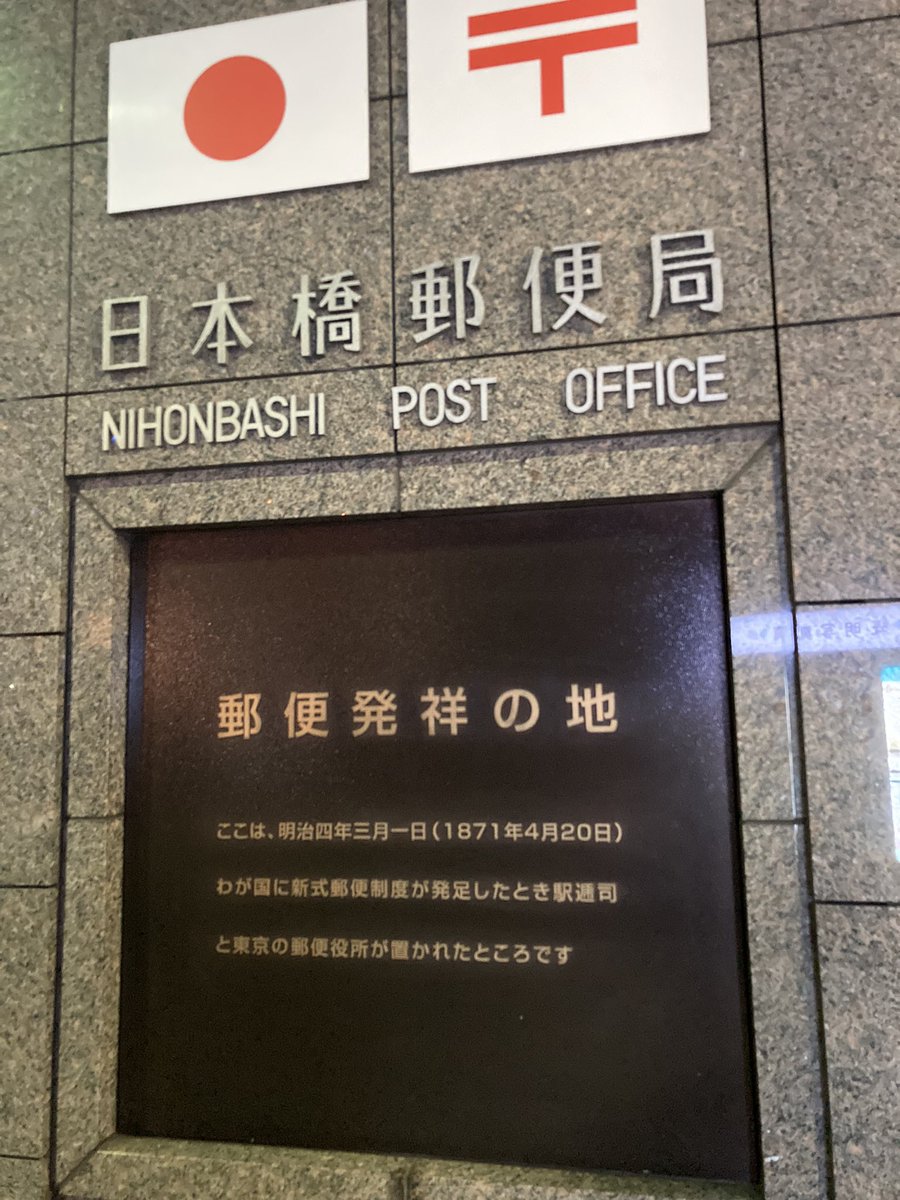 〒
日本橋郵便局
NIHONBASHI POST OFFICE
郵便発祥の地
ここは、明治四年三月一日(1871年4月20日)
わが国に新式郵便制度が発足したとき駅逓司
と東京の郵便役所が置かれたところです